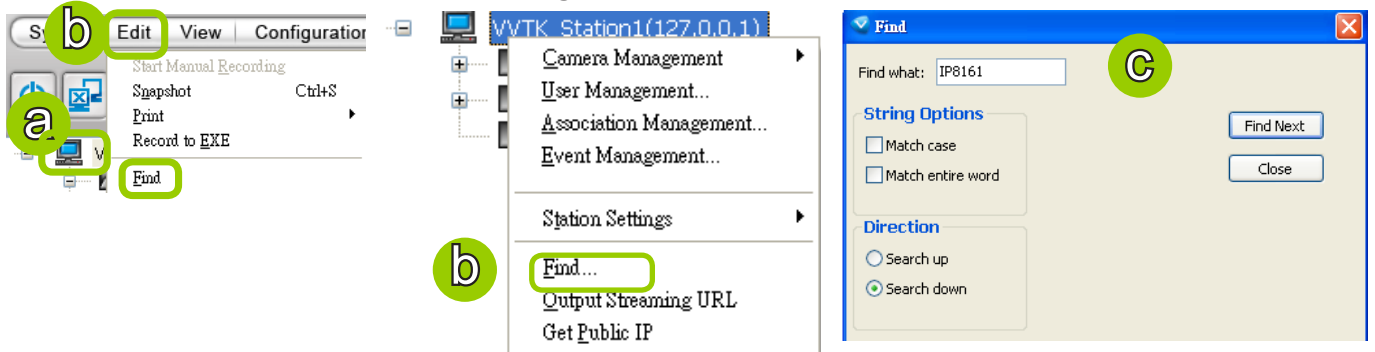 Sy
Edit
View
Configuration
b
Start Manual Recording
Snapshot Ctrl+S
Print
Record to EXE
Find
a
V
VVTK_Station1(127.0.0.1)
Camera Management
User Management...
Association Management...
Event Management...
Station Settings
b
Find...
Output Streaming URL
Get Public IP
Find
c
Find what: IP8161
String Options
Match case
Match entire word
Find Next
Close
Direction
Search up
Search down